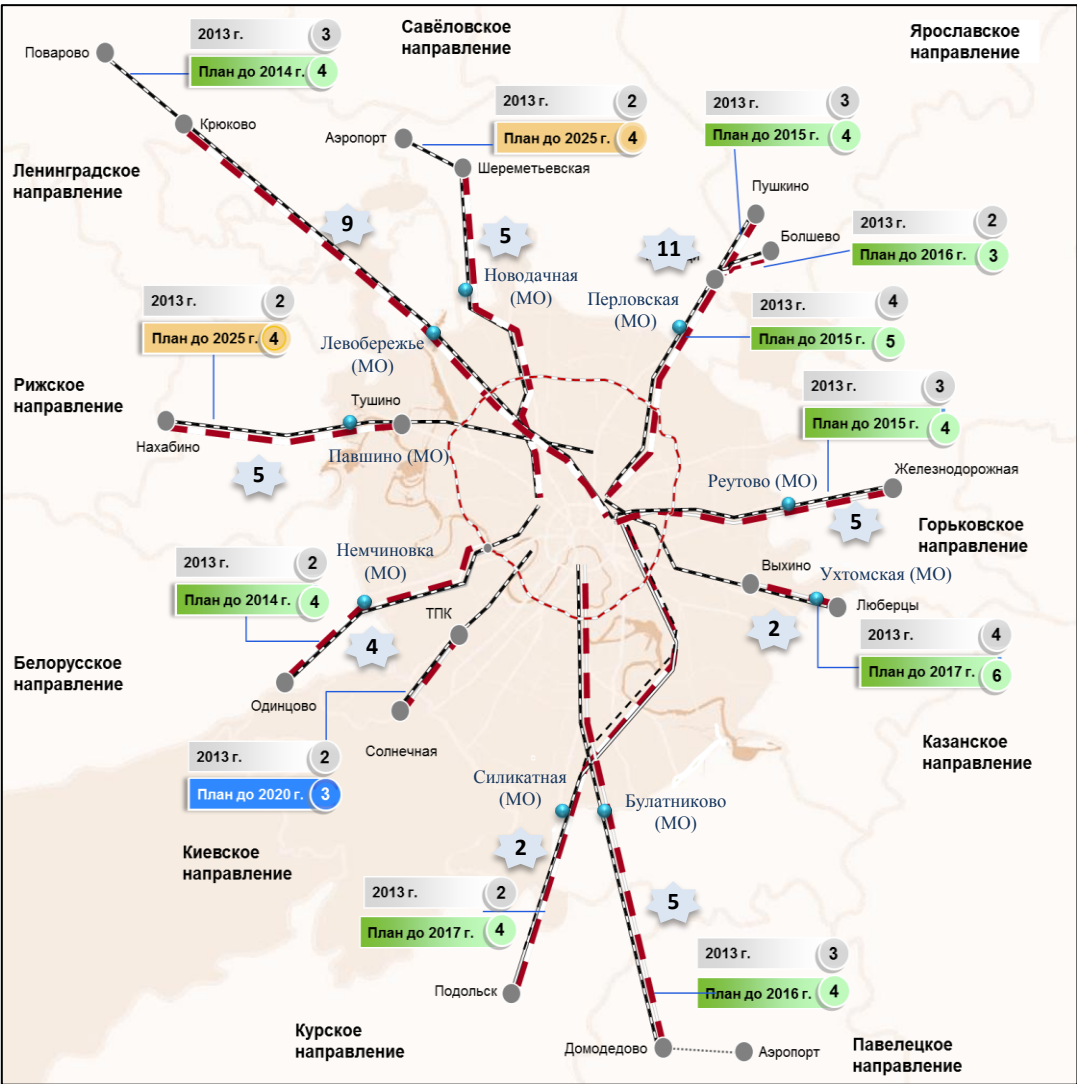 Савёловское
направление
Ярославское
направление
2013 г. 3
План до 2014 г. 4
Поварово
Крюково
2013 г. 2
План до 2025 г. 4
Аэропорт
Шереметьевская
2013 г. 3
План до 2015 г. 4
Пушкино
Болшево
2013 г. 2
План до 2016 г. 3
Ленинградское
направление
9
5
11
Новодачная
(МО)
Перловская
(МО)
2013 г. 2
План до 2025 г. 4
Левобережье
(МО)
2013 г. 4
План до 2015 г. 5
Рижское
направление
Тушино
Нахабино
Павшино (МО)
5
2013 г. 3
План до 2015 г. 4
Железнодорожная
Реутово (МО)
5
Горьковское
направление
Немчиновка
(МО)
2013 г. 2
План до 2014 г. 4
Выхино
Ухтомская (МО)
Люберцы
2
ТПК
4
2013 г. 4
План до 2017 г. 6
Белорусское
направление
Одинцово
Солнечная
Казанское
направление
2013 г. 2
План до 2020 г. 3
Силикатная
(МО)
Булатниково
(МО)
2
Киевское
направление
2013 г. 2
План до 2017 г. 4
5
2013 г. 3
План до 2016 г. 4
Подольск
Курское
направление
Домодедово
Аэропорт
Павелецкое
направление